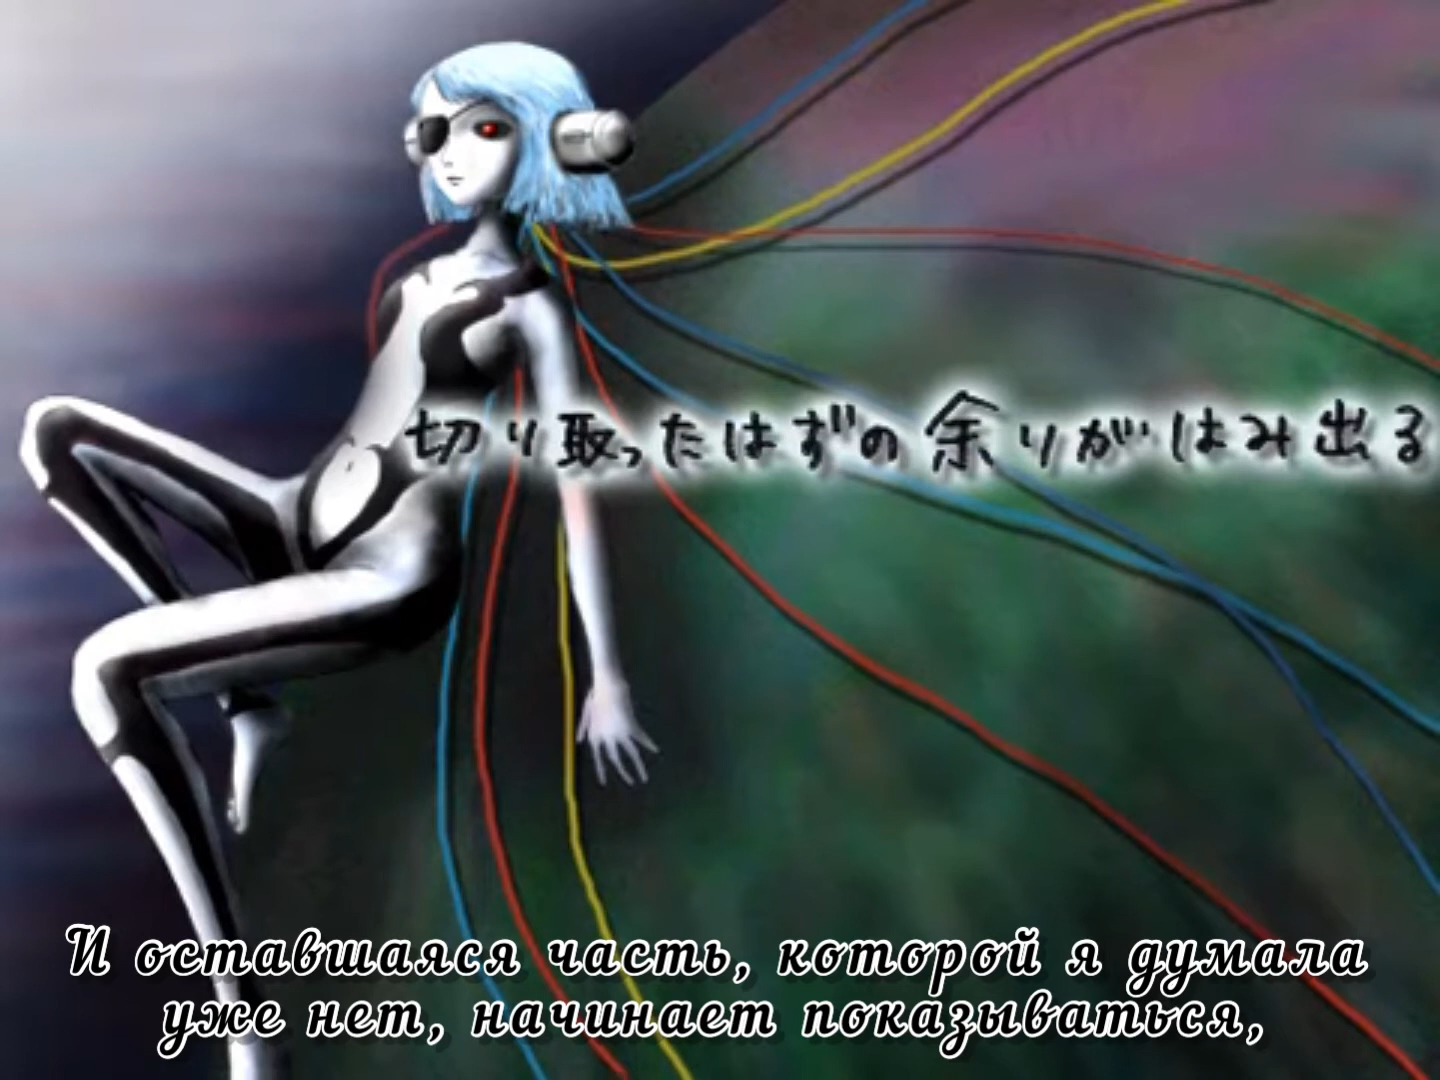 切り取ったはずの余りがはみ出る
И оставшаяся часть, которой я думала
уже нет, начинает показываться,